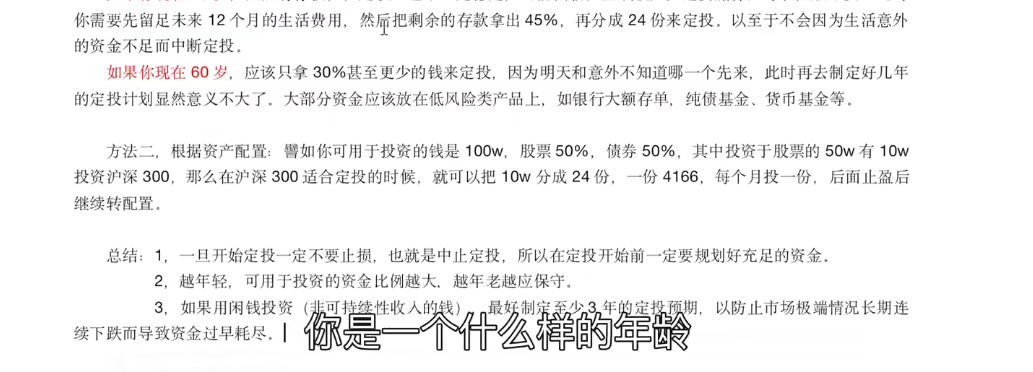 你需要先留足未来 12 个月的生活费用，然后把剩余的存款拿出 45%，再分成 24 份来定投。以至于不会因为生活意外
的资金不足而中断定投。
如果你现在 60 岁，应该只拿 30%甚至更少的钱来定投，因为明天和意外不知道哪一个先来，此时再去制定好几年
的定投计划显然意义不大了。大部分资金应该放在低风险类产品上，如银行大额存单，纯债基金、货币基金等。
方法二，根据资产配置：譬如你可用于投资的钱是 100w，股票 50%，债券 50%，其中投资于股票的 50w 有 10w
投资沪深 300，那么在沪深 300 适合定投的时候，就可以把 10w 分成 24 份，一份 4166，每个月投一份，后面止盈后
继续转配置。
总结：1，一旦开始定投一定不要止损，也就是中止定投，所以在定投开始前一定要规划好充足的资金。
2，越年轻，可用于投资的资金比例越大，越年老越应保守。
3，如果用闲钱投资（非可持续性收入的钱），最好制定至少 3 年的定投预期，以防止市场极端情况长期连
续下跌而导致资金过早耗尽。
你是一个什么样的年龄